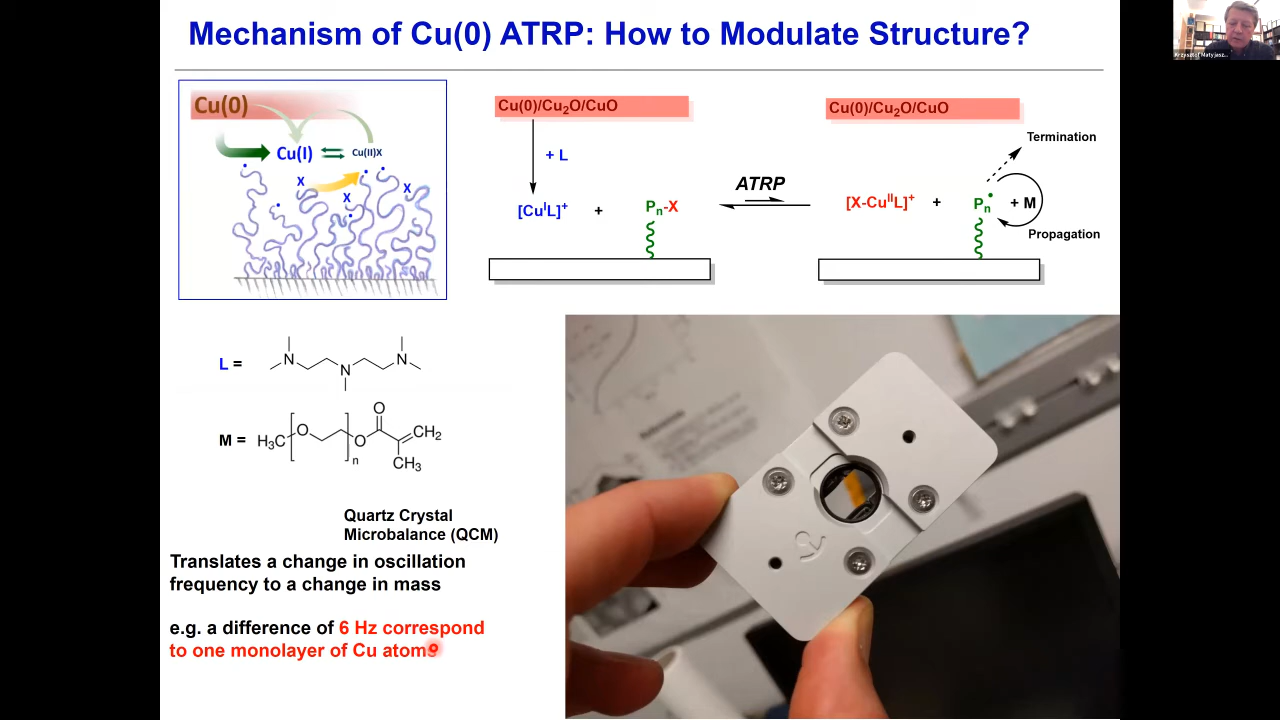 Mechanism of Cu(0) ATRP: How to Modulate Structure?
Cu(0)
Cu(I)
Cu(II)X
X
X
X
Cu(0)/Cu₂O/CuO
+ L
[CuᴵL]⁺ + Pₙ-X
ATRP
Cu(0)/Cu₂O/CuO
Termination
[X-CuᴵᴵL]⁺ + Pₙ• + M
Propagation
L =
N
N
N
M = H₃C
O
n
O
O
CH₂
CH₃
Quartz Crystal
Microbalance (QCM)
Translates a change in oscillation
frequency to a change in mass
e.g. a difference of 6 Hz correspond
to one monolayer of Cu atoms
Krzysztof Matyjasz...